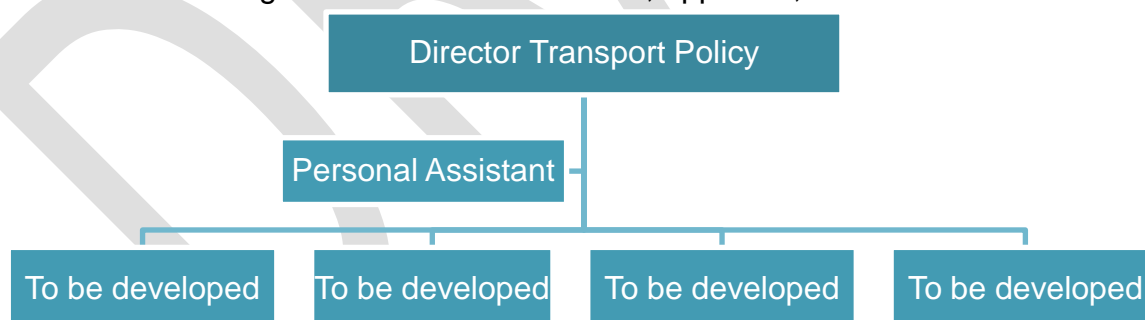 Director Transport Policy
Personal Assistant
To be developed
To be developed
To be developed
To be developed